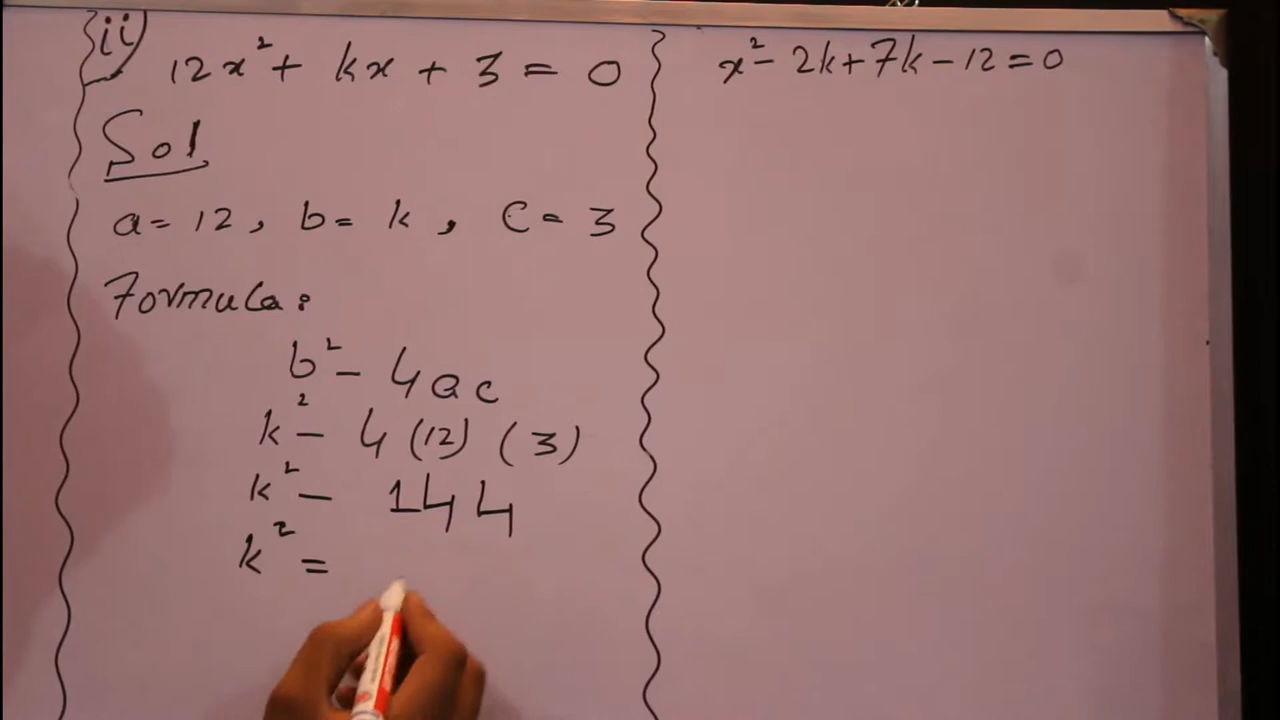 ii) 12x² + kx + 3 = 0
Sol
a = 12 , b = k , c = 3
Formula:
b² - 4ac
k² - 4 (12) (3)
k² - 144
k² =
x² - 2k + 7k - 12 = 0